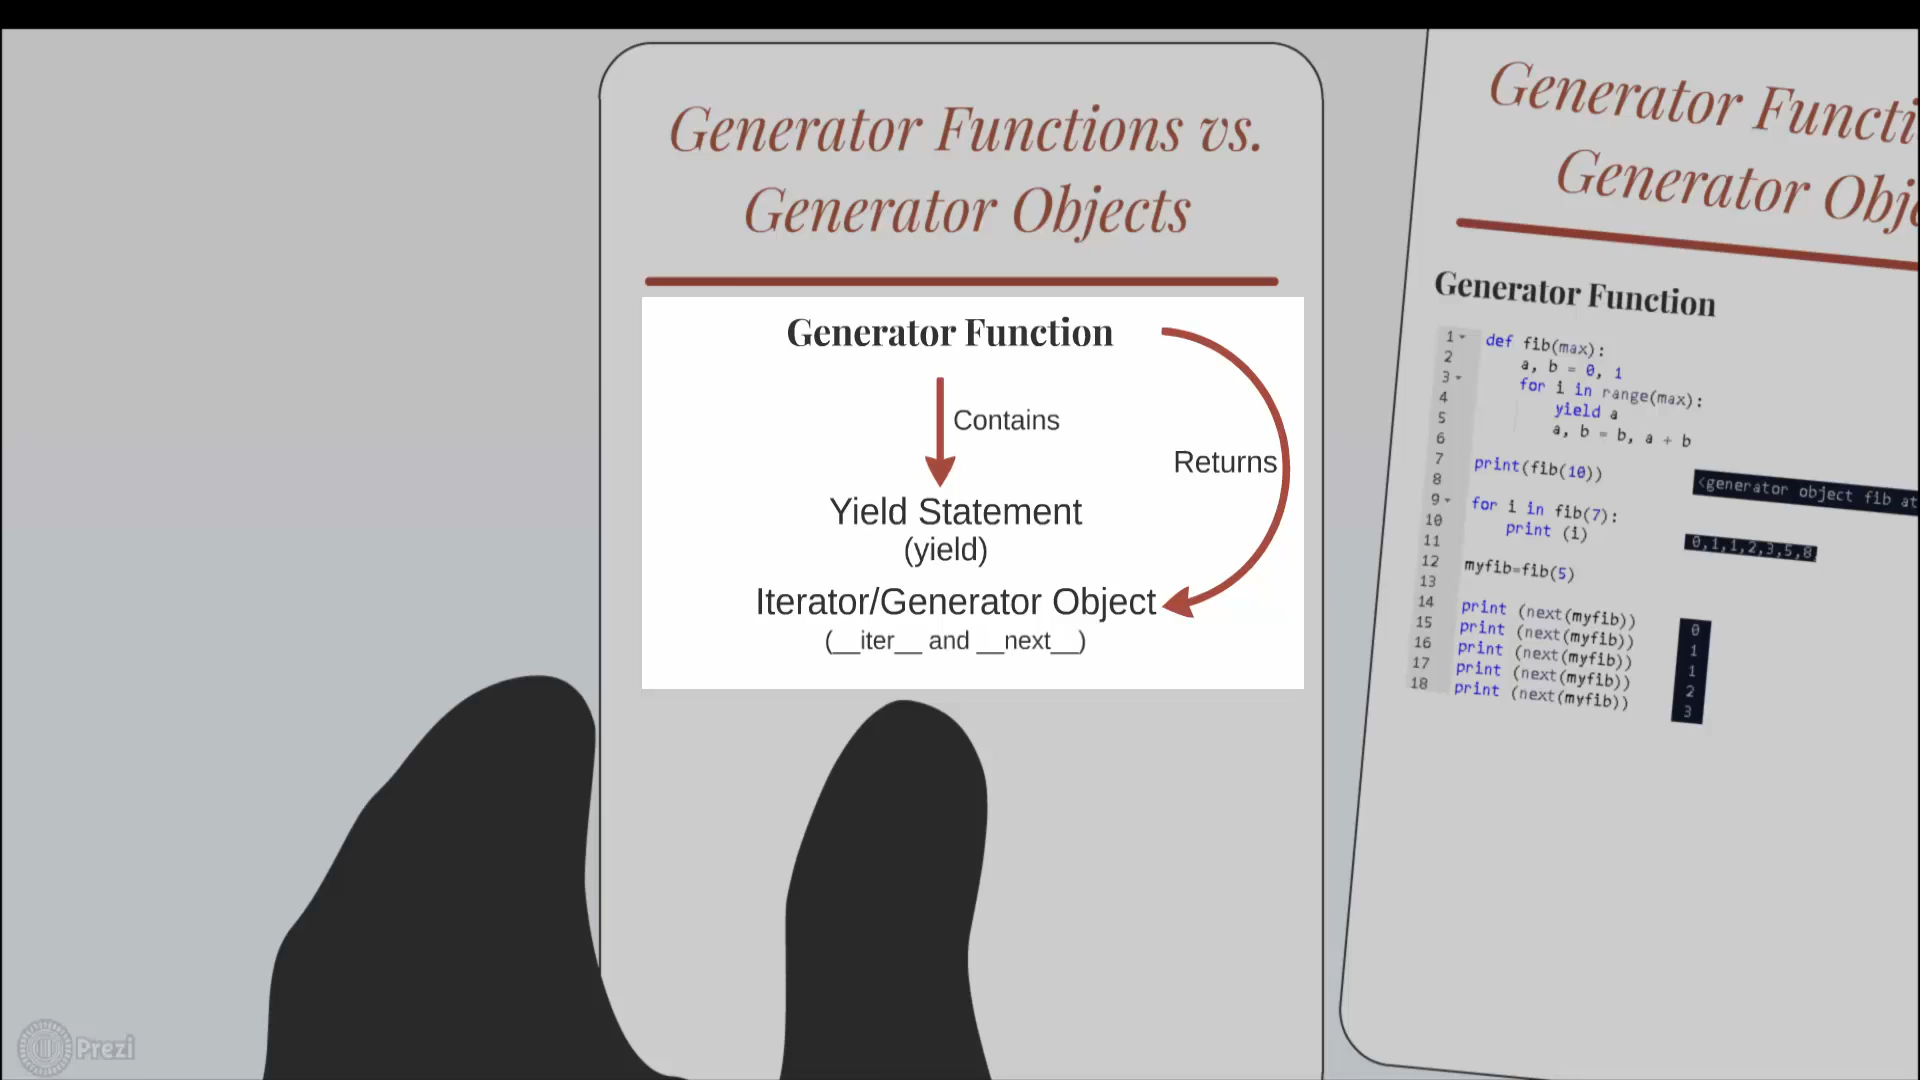 Generator Functions vs.
Generator Objects
Generator Function
Contains
Returns
Yield Statement
(yield)
Iterator/Generator Object
(__iter__ and __next__)
Generator
Generator
Generator Function
1 def fib(max):
2 a, b = 0, 1
3 for i in range(max):
4 yield a
5 a, b = b, a + b
6
7 print(fib(10))
8
<generator object fib at
9 for i in fib(7):
10 print (i)
11
0,1,1,2,3,5,8
12 myfib=fib(5)
13
14 print (next(myfib))
15 print (next(myfib))
16 print (next(myfib))
17 print (next(myfib))
18 print (next(myfib))
0
1
1
2
3
Prezi